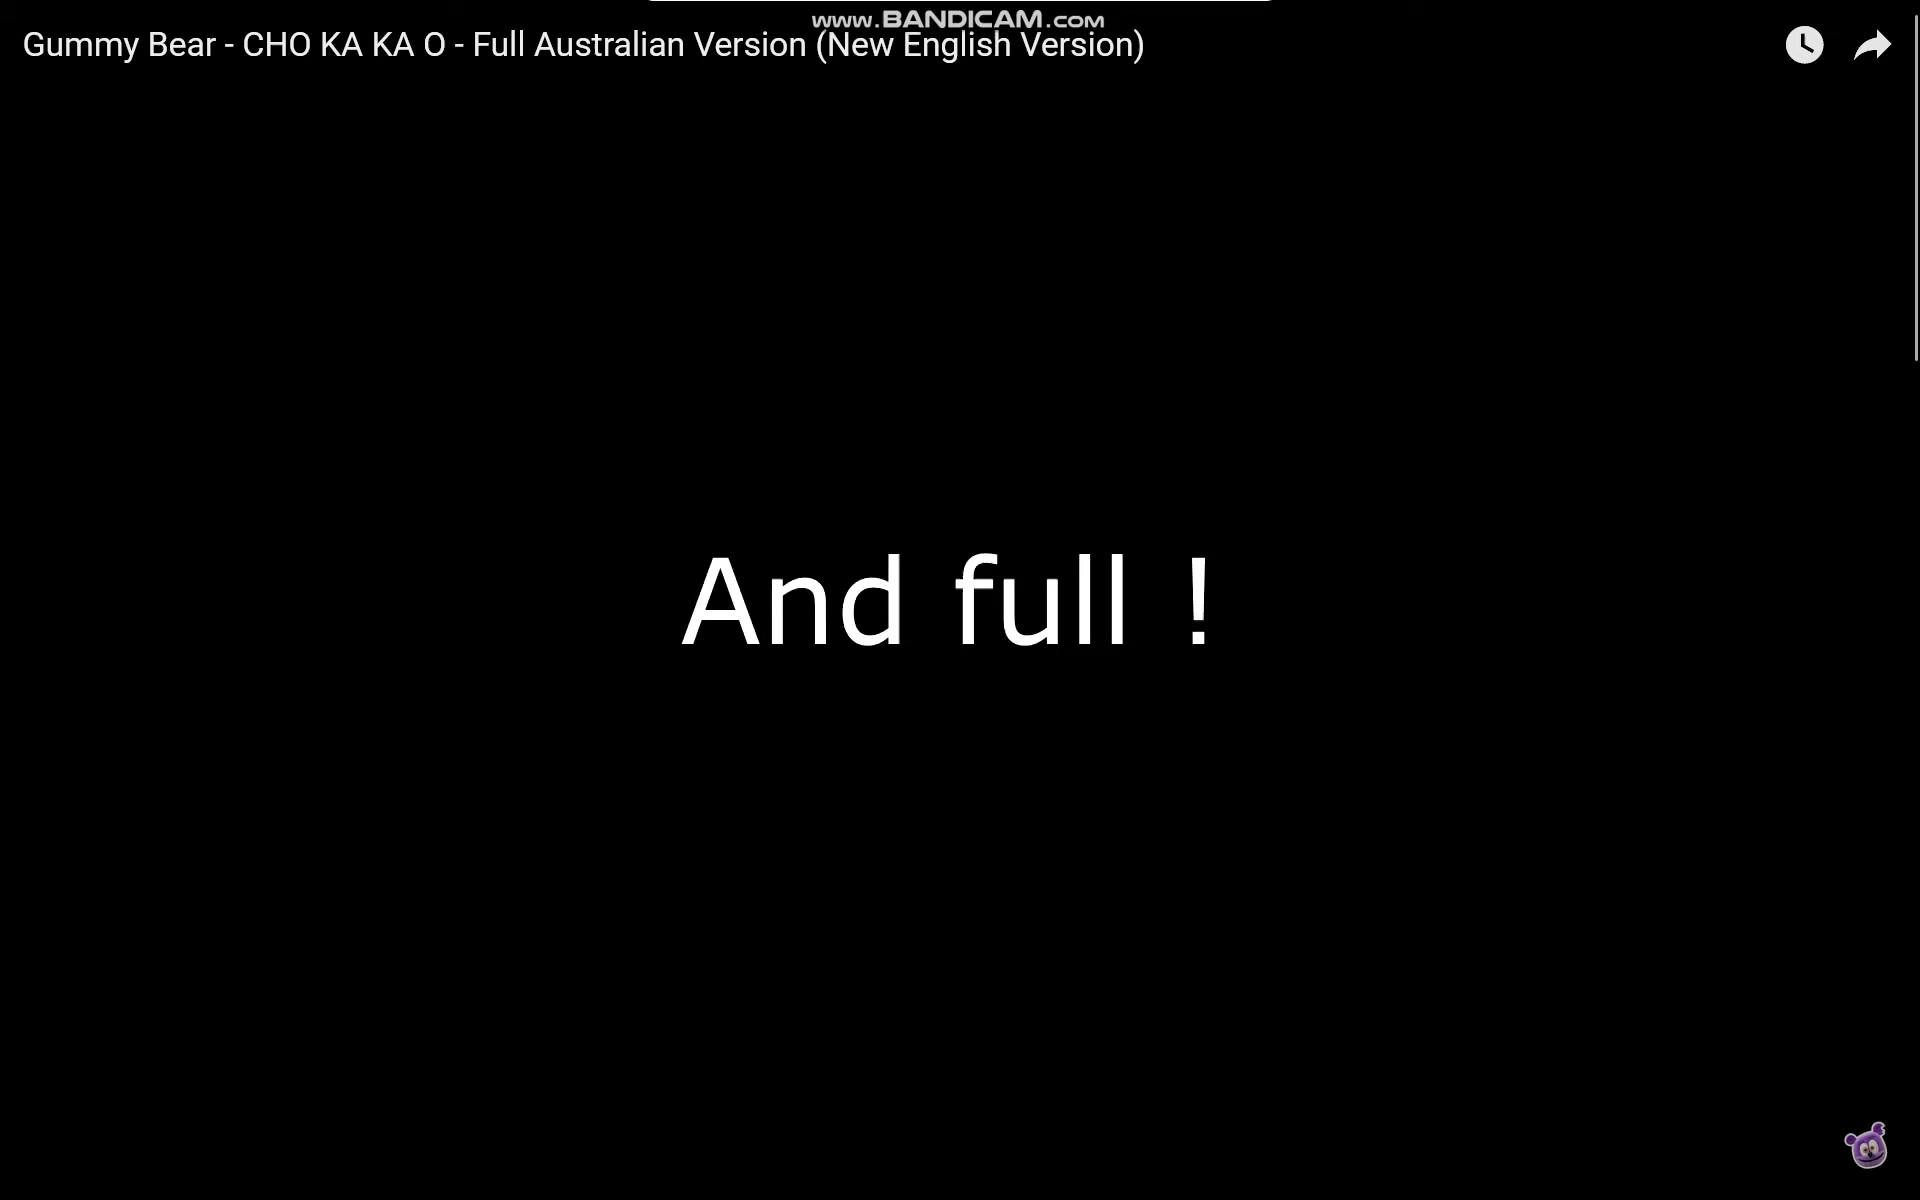 www.BANDICAM.com
Gummy Bear - CHO KA KA O - Full Australian Version (New English Version)
And full !